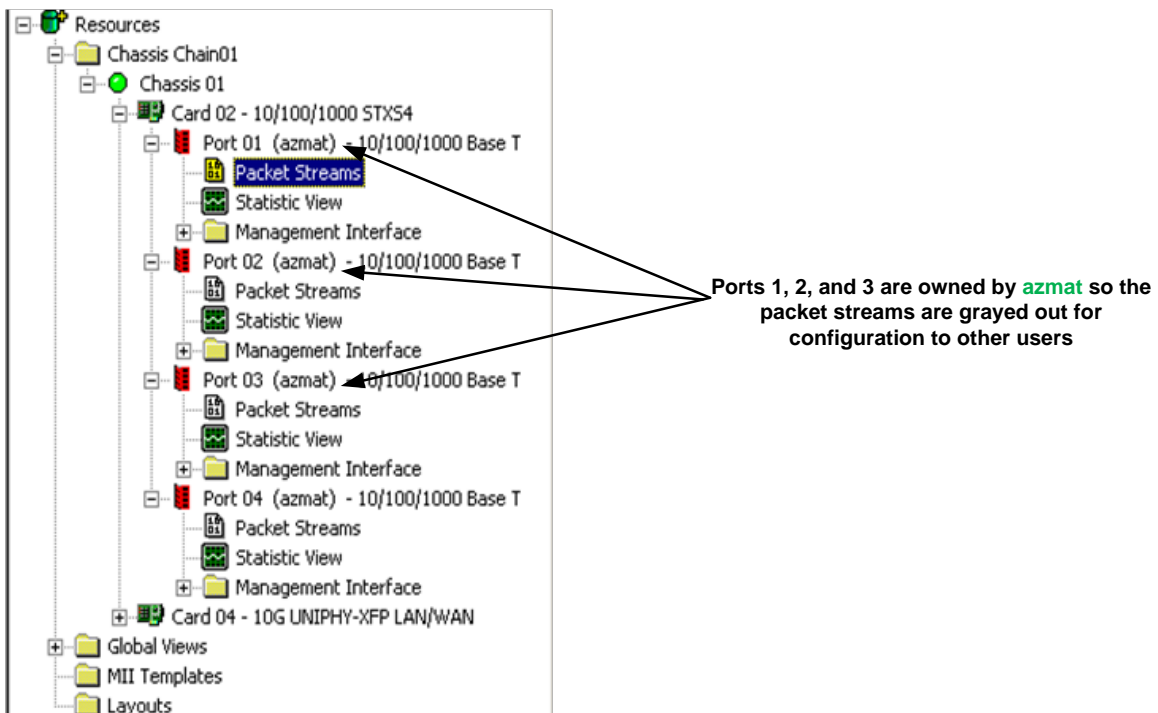 Resources
Chassis Chain01
Chassis 01
Card 02 - 10/100/1000 STXS4
Port 01 (azmat) - 10/100/1000 Base T
Packet Streams
Statistic View
Management Interface
Port 02 (azmat) - 10/100/1000 Base T
Packet Streams
Statistic View
Management Interface
Port 03 (azmat) - 10/100/1000 Base T
Packet Streams
Statistic View
Management Interface
Port 04 (azmat) - 10/100/1000 Base T
Packet Streams
Statistic View
Management Interface
Card 04 - 10G UNIPHY-XFP LAN/WAN
Global Views
MII Templates
Layouts
Ports 1, 2, and 3 are owned by azmat so the
packet streams are grayed out for
configuration to other users